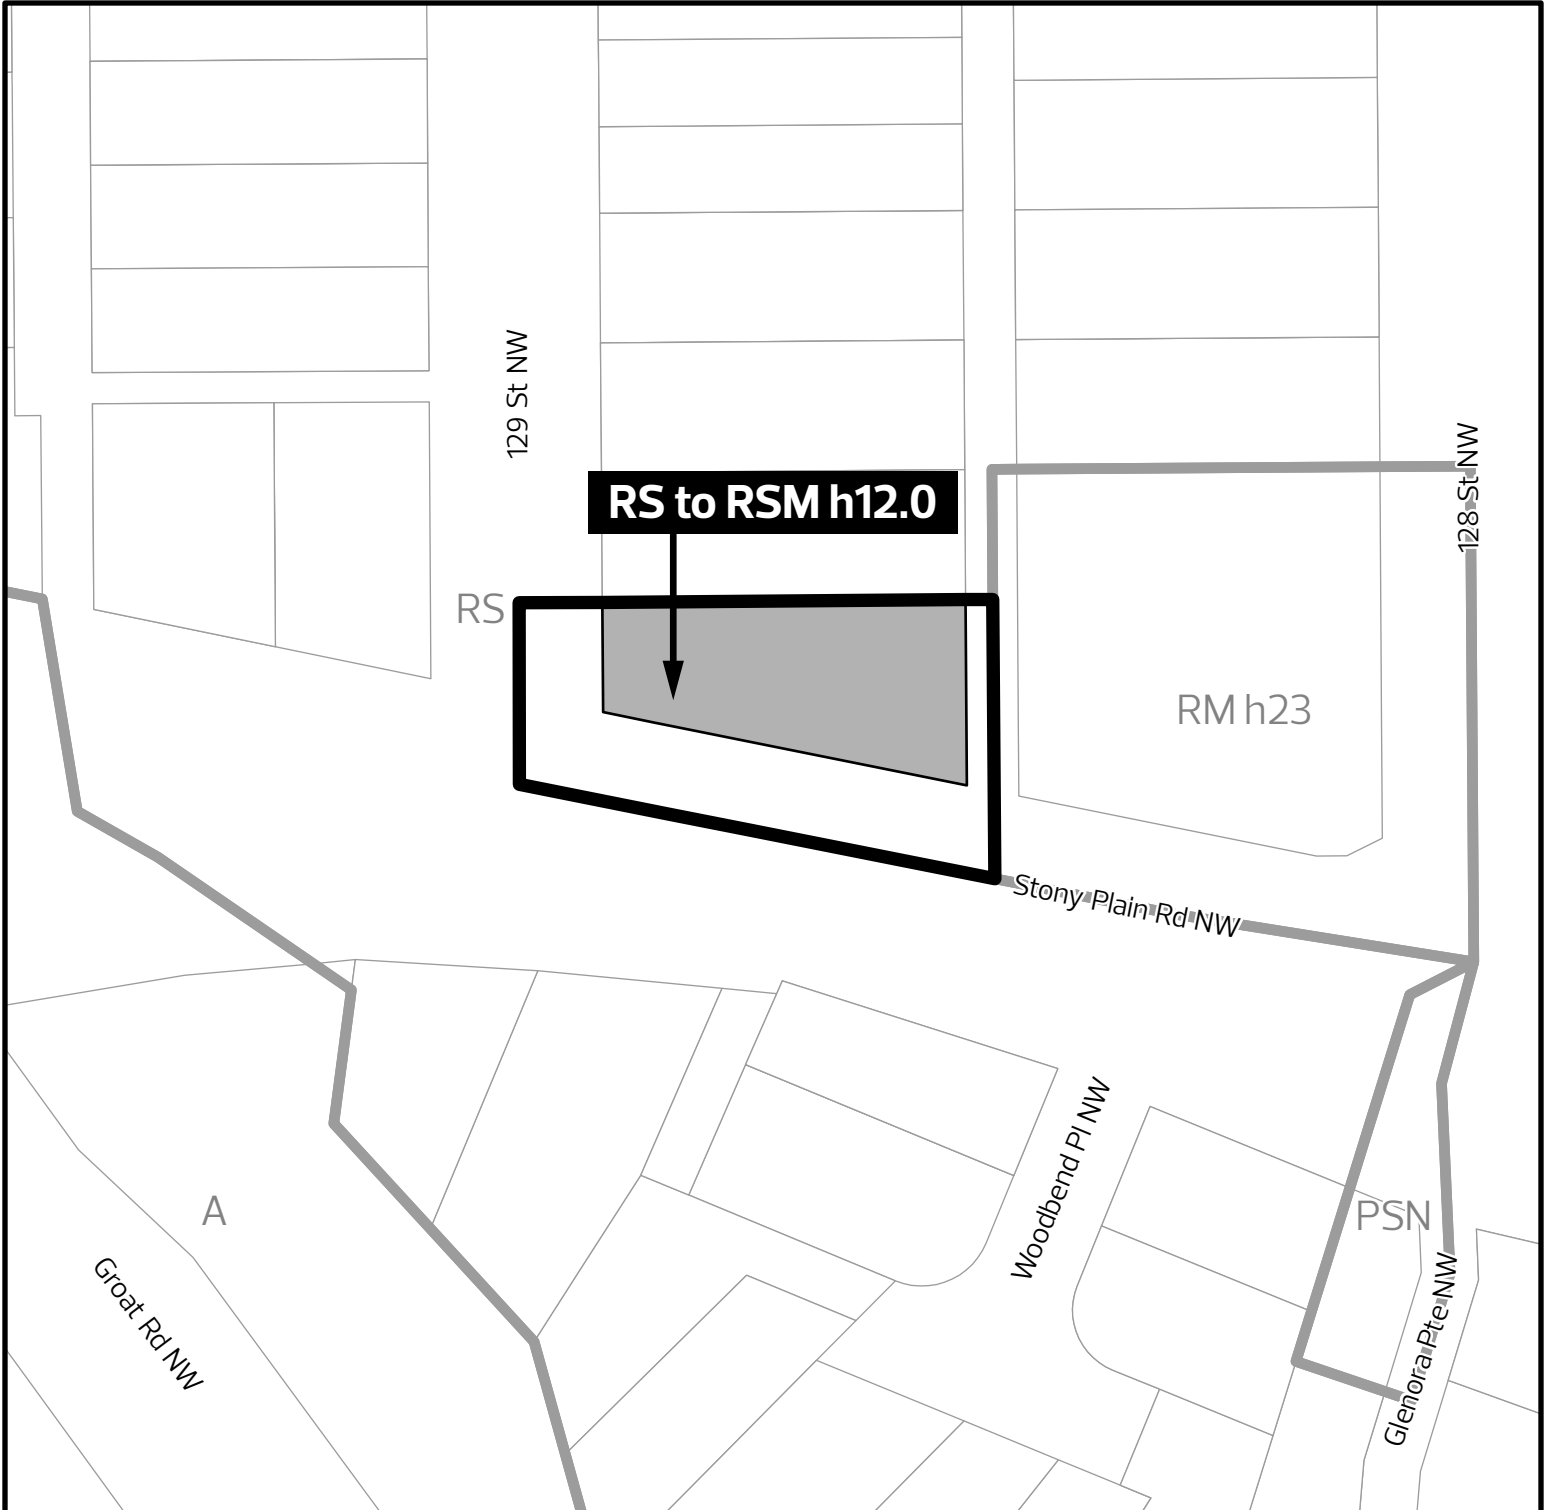 129 St NW
128 St NW
RS to RSM h12.0
RS
RM h23
Stony Plain Rd NW
Woodbend Pl NW
A
PSN
Groat Rd NW
Glenora Pte NW